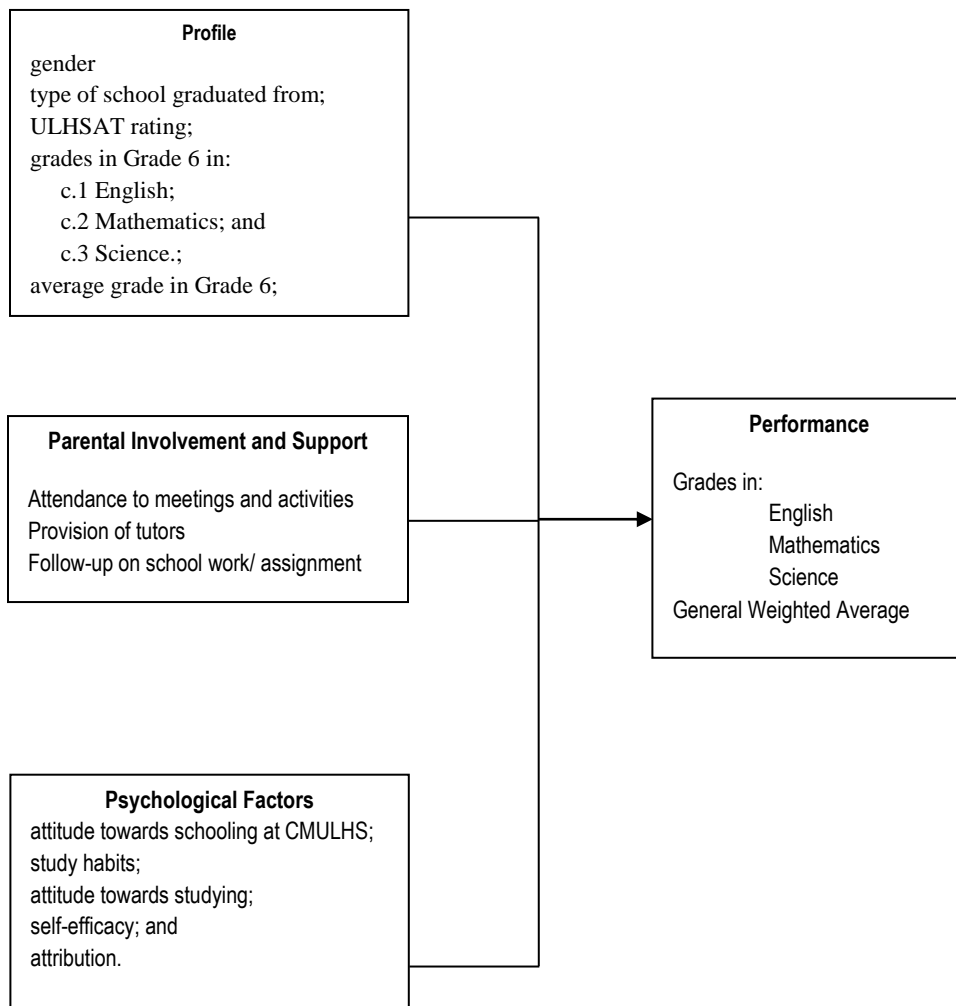 Profile
gender
type of school graduated from;
ULHSAT rating;
grades in Grade 6 in:
c.1 English;
c.2 Mathematics; and
c.3 Science.;
average grade in Grade 6;
Parental Involvement and Support
Attendance to meetings and activities
Provision of tutors
Follow-up on school work/ assignment
Psychological Factors
attitude towards schooling at CMULHS;
study habits;
attitude towards studying;
self-efficacy; and
attribution.
Performance
Grades in:
English
Mathematics
Science
General Weighted Average